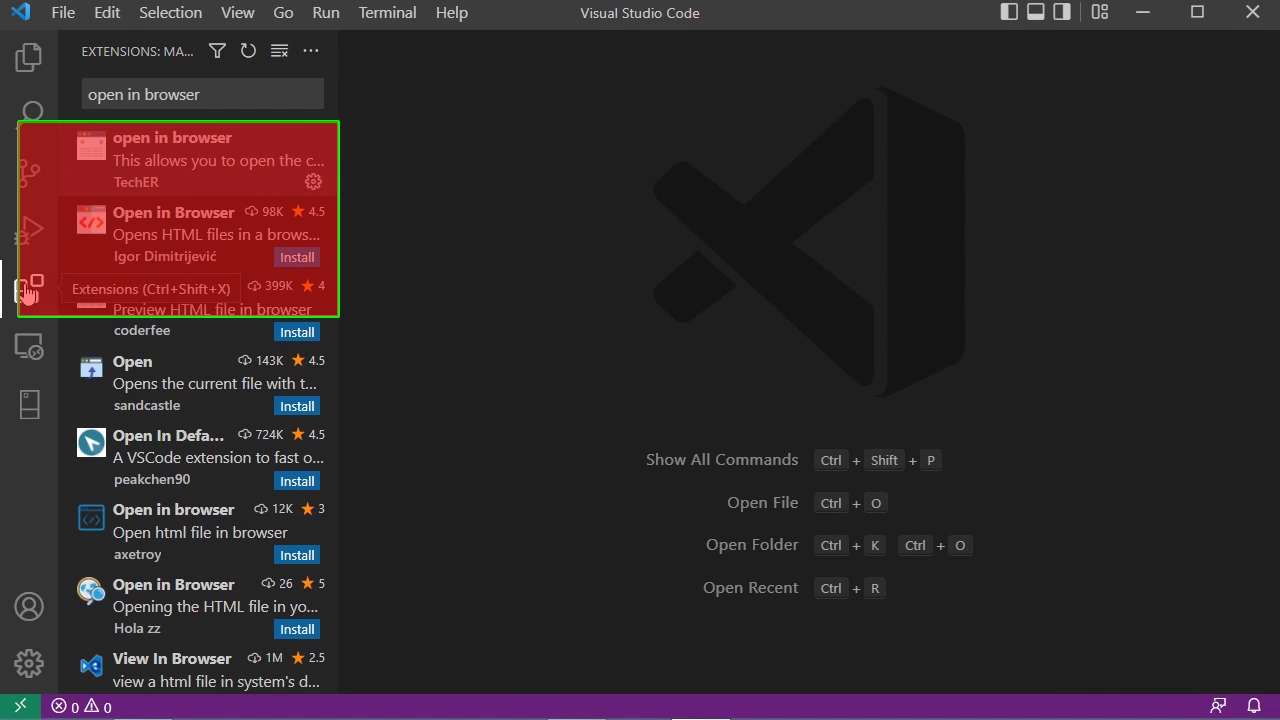 File Edit Selection View Go Run Terminal Help Visual Studio Code
EXTENSIONS: MA...
open in browser
open in browser
This allows you to open the c...
TechER
Open in Browser 98K 4.5
Opens HTML files in a brows...
Igor Dimitrijević Install
Extensions (Ctrl+Shift+X) 399K 4
Preview HTML file in browser
coderfee Install
Open 143K 4.5
Opens the current file with t...
sandcastle Install
Open In Defa... 724K 4.5
A VSCode extension to fast o...
peakchen90 Install
Open in browser 12K 3
Open html file in browser
axetroy Install
Open in Browser 26 5
Opening the HTML file in yo...
Hola zz Install
View In Browser 1M 2.5
view a html file in system's d...
Show All Commands Ctrl + Shift + P
Open File Ctrl + O
Open Folder Ctrl + K Ctrl + O
Open Recent Ctrl + R
0 0